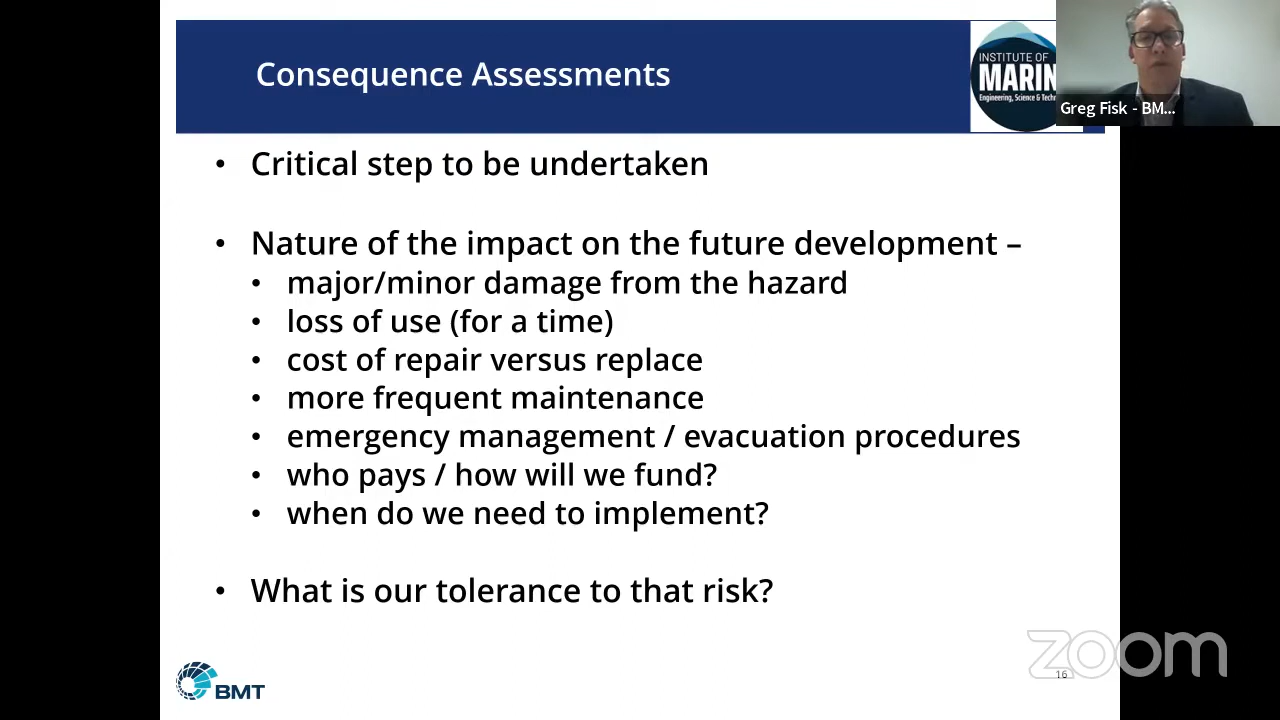 Consequence Assessments
INSTITUTE OF
MARIN
Engineering, Science & Techn
Greg Fisk - BM...
• Critical step to be undertaken
• Nature of the impact on the future development –
• major/minor damage from the hazard
• loss of use (for a time)
• cost of repair versus replace
• more frequent maintenance
• emergency management / evacuation procedures
• who pays / how will we fund?
• when do we need to implement?
• What is our tolerance to that risk?
zoom
16
BMT